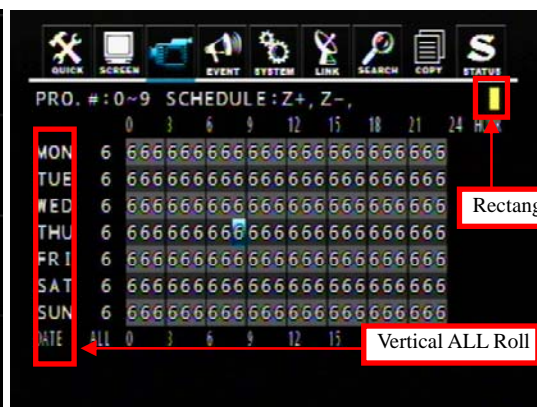 QUICK SCREEN EVENT SYSTEM LINK SEARCH COPY STATUS
PRO. #:0~9 SCHEDULE:Z+, Z-,
0 3 6 9 12 15 18 21 24 HOUR
MON 6 666666666666666666666666
TUE 6 666666666666666666666666
WED 6 666666666666666666666666
THU 6 666666666666666666666666
FRI 6 666666666666666666666666
SAT 6 666666666666666666666666
SUN 6 666666666666666666666666
DATE ALL 0 3 6 9 12 15
Rectang
Vertical ALL Roll